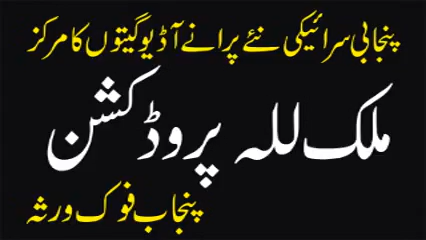 پنجابی سرائیکی نئے پرانے آڈیو گیتوں کا مرکز
ملک للہ پروڈکشن
پنجاب فوک ورثہ